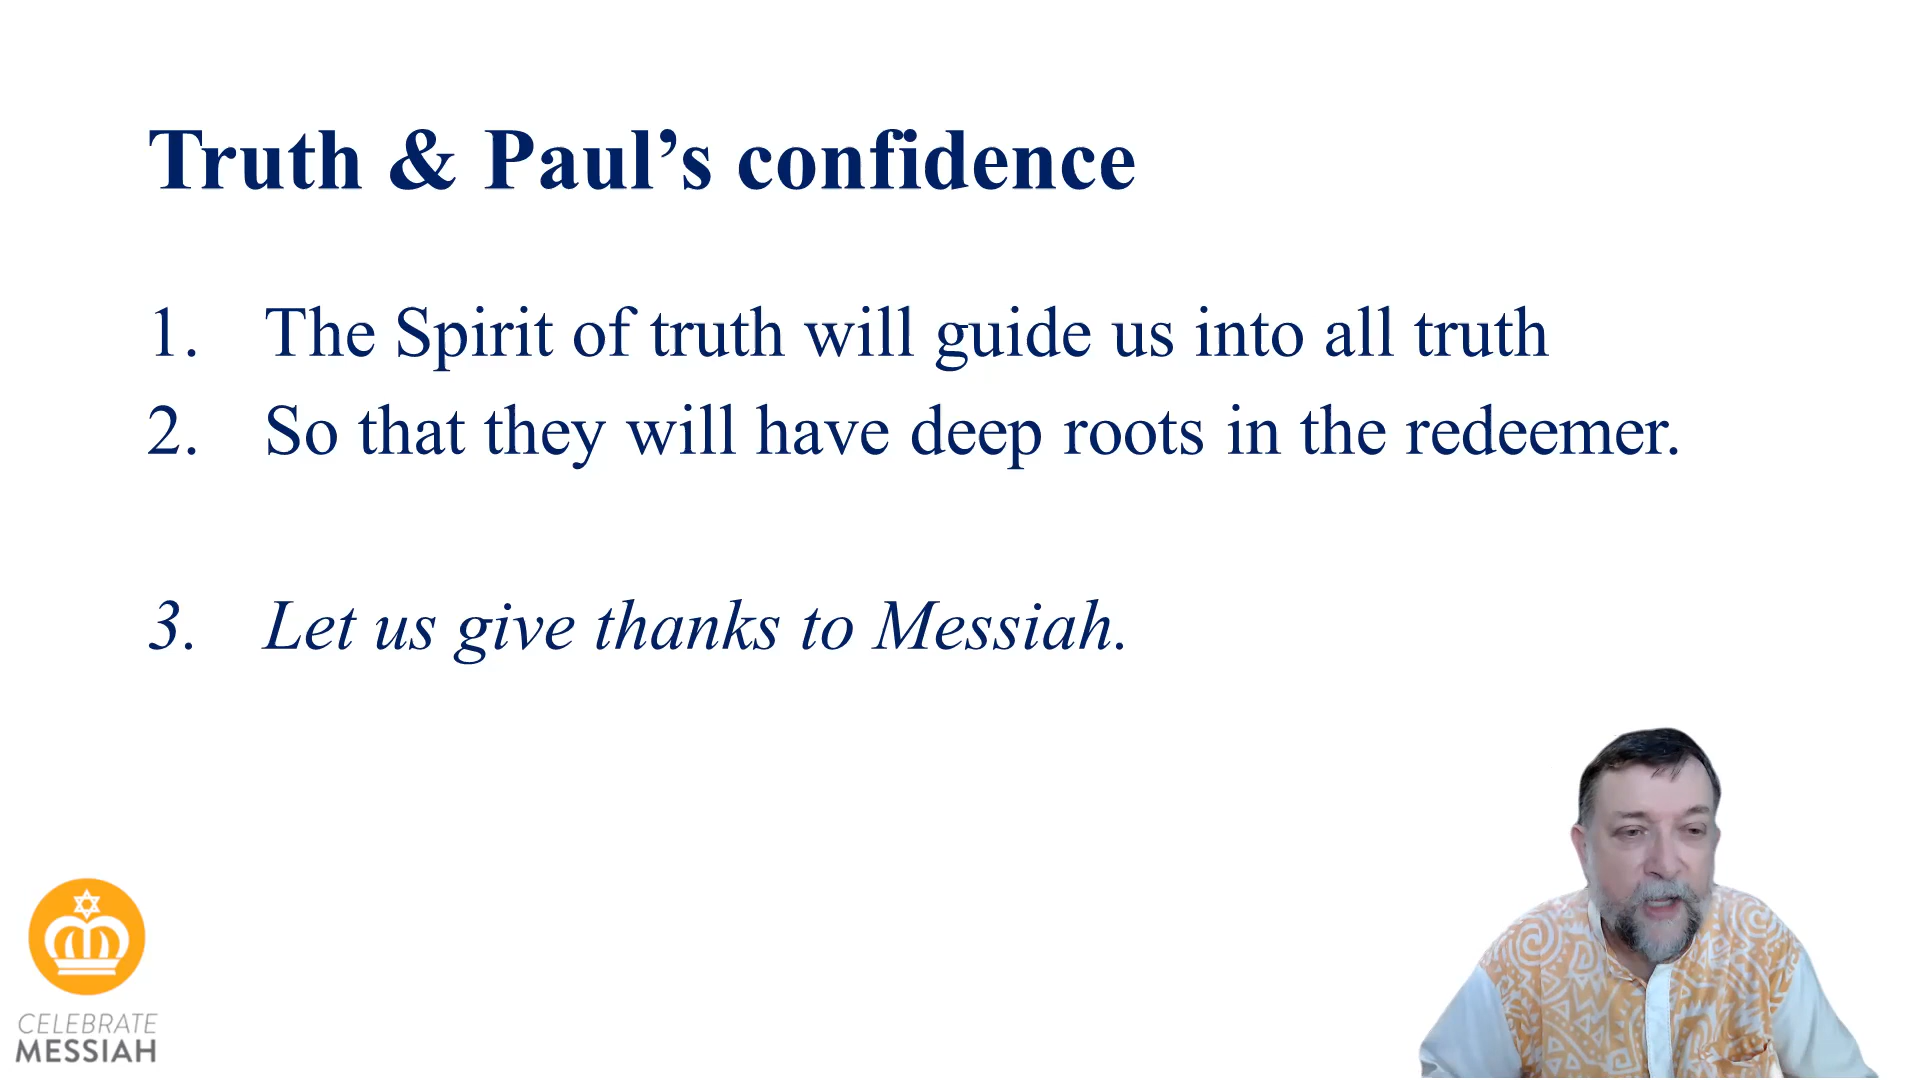 Truth & Paul’s confidence
1. The Spirit of truth will guide us into all truth
2. So that they will have deep roots in the redeemer.
3. Let us give thanks to Messiah.
CELEBRATE
MESSIAH